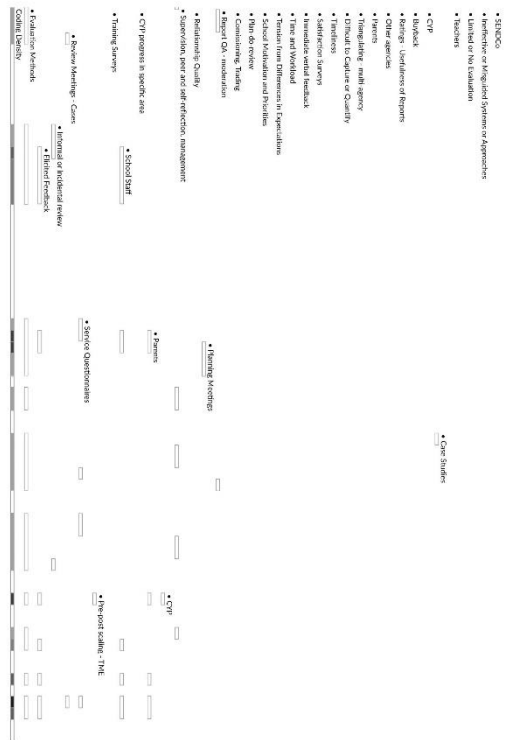 • SENDCo
• Ineffective or Misguided Systems or Approaches
• Limited or No Evaluation
• Teachers
• Case Studies
• CYP
• Buyback
• Ratings - Usefulness of Reports
• Other agencies
• Parents
• Triangulating - multi agency
• Difficult to Capture or Quantify
• Timeliness
• Satisfaction Surveys
• Immediate verbal feedback
• Time and Workload
• Tension from Differences in Expectations
• School Motivation and Priorities
• Plan do review
• Comissioning, Trading
• Report QA - moderation
• Planning Meetings
• Relationship Quality
• Supervision, peer and self-reflection, management
• CYP
• Parents
• CYP progress in specific area
• School Staff
• Training Surveys
• Pre-post scaling - TME
• Service Questionnaires
• Review Meetings - Cases
• Informal or incidental review
• Elicited Feedback
• Evaluation Methods
Coding Density